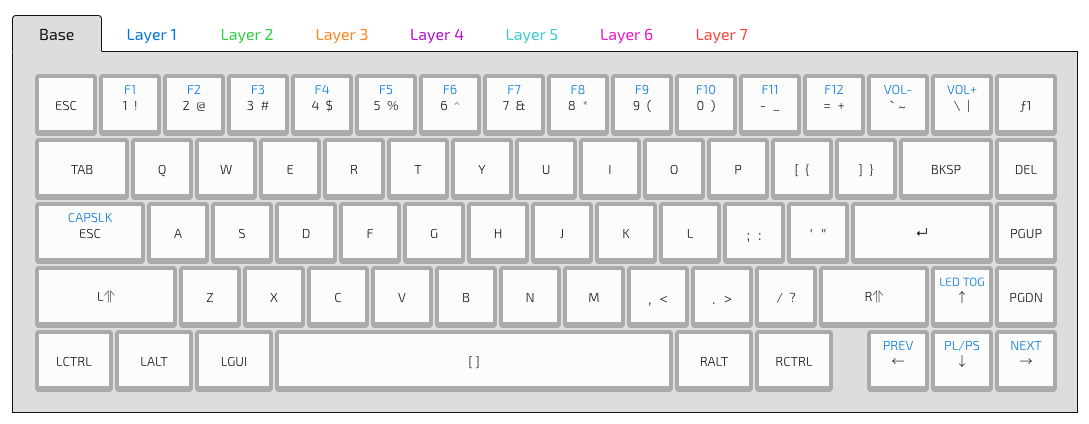 Base Layer 1 Layer 2 Layer 3 Layer 4 Layer 5 Layer 6 Layer 7
F1 F2 F3 F4 F5 F6 F7 F8 F9 F10 F11 F12 VOL- VOL+
ESC 1 ! 2 @ 3 # 4 $ 5 % 6 ^ 7 & 8 * 9 ( 0 ) - _ = + ` ~ \ | ƒ1
TAB Q W E R T Y U I O P [ { ] } BKSP DEL
CAPSLK
ESC A S D F G H J K L ; : ' " ↵ PGUP
LED TOG
L⇑ Z X C V B N M , < . > / ? R⇑ ↑ PGDN
PREV PL/PS NEXT
LCTRL LALT LGUI [ ] RALT RCTRL ← ↓ →